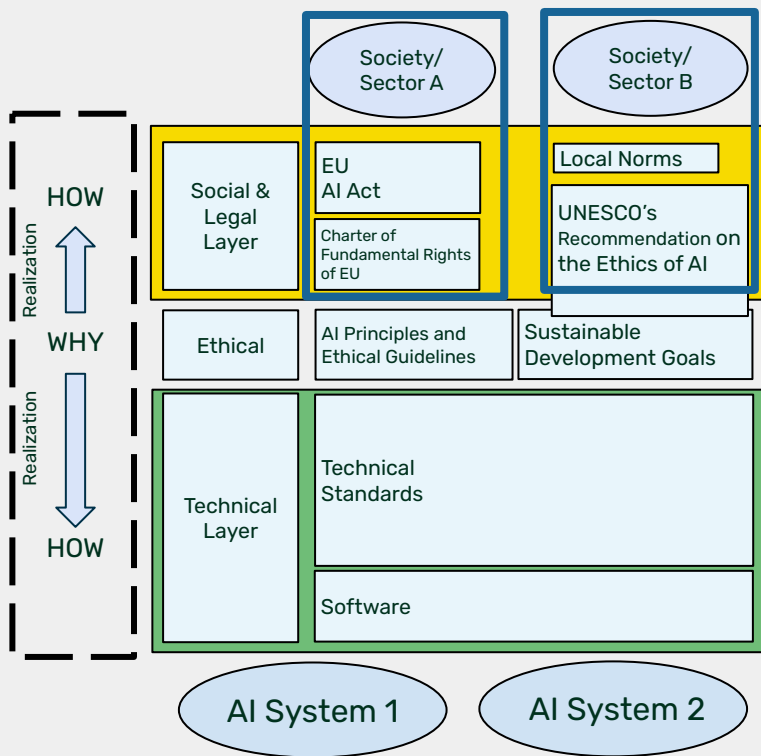 Society/
Sector A
Society/
Sector B
HOW
Realization
WHY
Realization
HOW
Social &
Legal
Layer
EU
AI Act
Charter of
Fundamental Rights
of EU
Local Norms
UNESCO's
Recommendation on
the Ethics of AI
Ethical
AI Principles and
Ethical Guidelines
Sustainable
Development Goals
Technical
Layer
Technical
Standards
Software
AI System 1
AI System 2